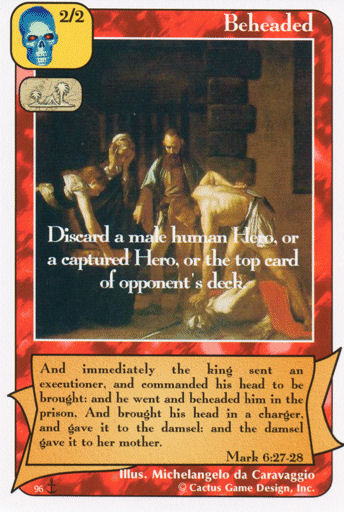 2/2
Beheaded
Discard a male human Hero, or
a captured Hero, or the top card
of opponent's deck.
And immediately the king sent an
executioner, and commanded his head to be
brought: and he went and beheaded him in the
prison, And brought his head in a charger,
and gave it to the damsel: and the damsel
gave it to her mother.
Mark 6:27-28
Illus. Michelangelo da Caravaggio
96
© Cactus Game Design, Inc.